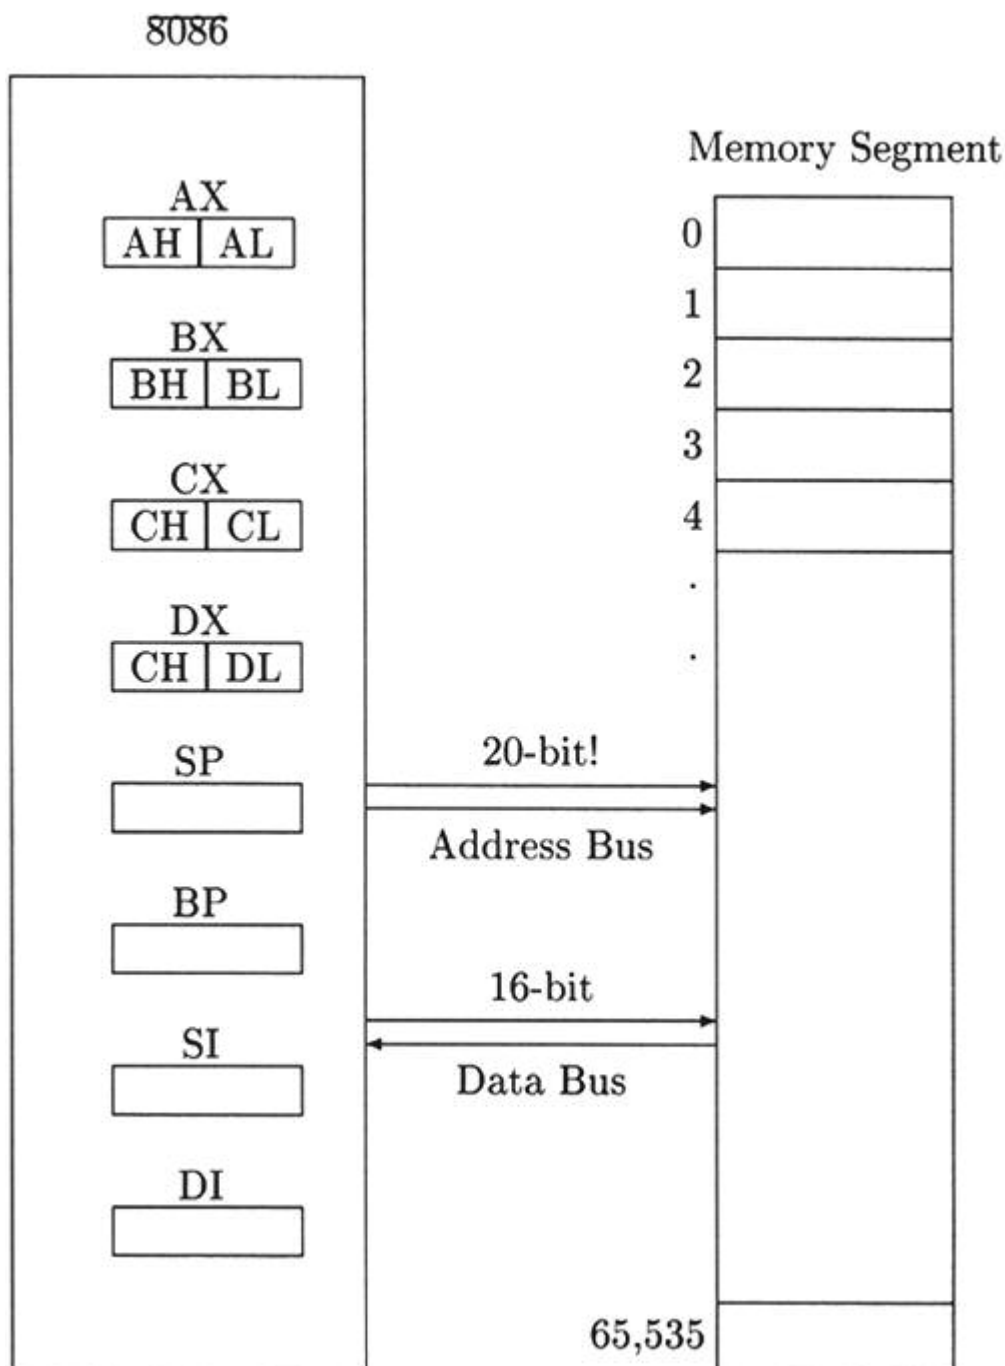 8086
Memory Segment
AX
AH AL
BX
BH BL
CX
CH CL
DX
CH DL
SP
BP
SI
DI
20-bit!
Address Bus
16-bit
Data Bus
0
1
2
3
4
.
.
65,535